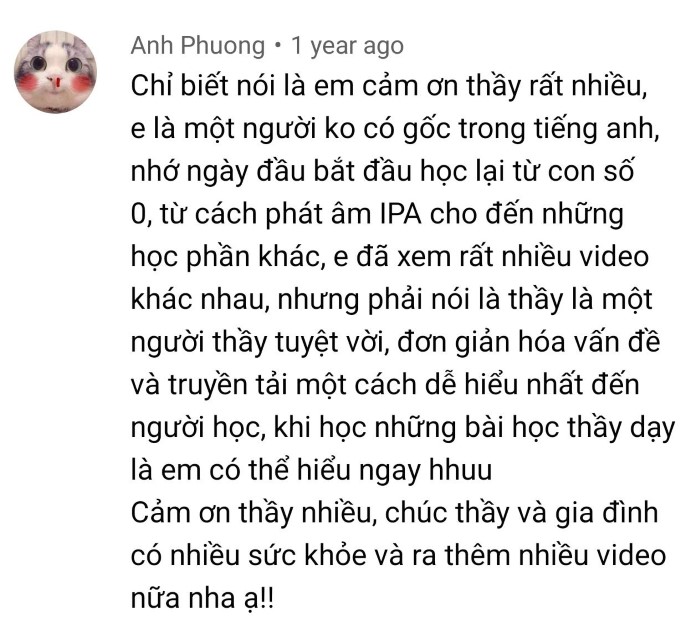 Anh Phuong • 1 year ago
Chỉ biết nói là em cảm ơn thầy rất nhiều,
e là một người ko có gốc trong tiếng anh,
nhớ ngày đầu bắt đầu học lại từ con số
0, từ cách phát âm IPA cho đến những
học phần khác, e đã xem rất nhiều video
khác nhau, nhưng phải nói là thầy là một
người thầy tuyệt vời, đơn giản hóa vấn đề
và truyền tải một cách dễ hiểu nhất đến
người học, khi học những bài học thầy dạy
là em có thể hiểu ngay hhuu
Cảm ơn thầy nhiều, chúc thầy và gia đình
có nhiều sức khỏe và ra thêm nhiều video
nữa nha ạ!!